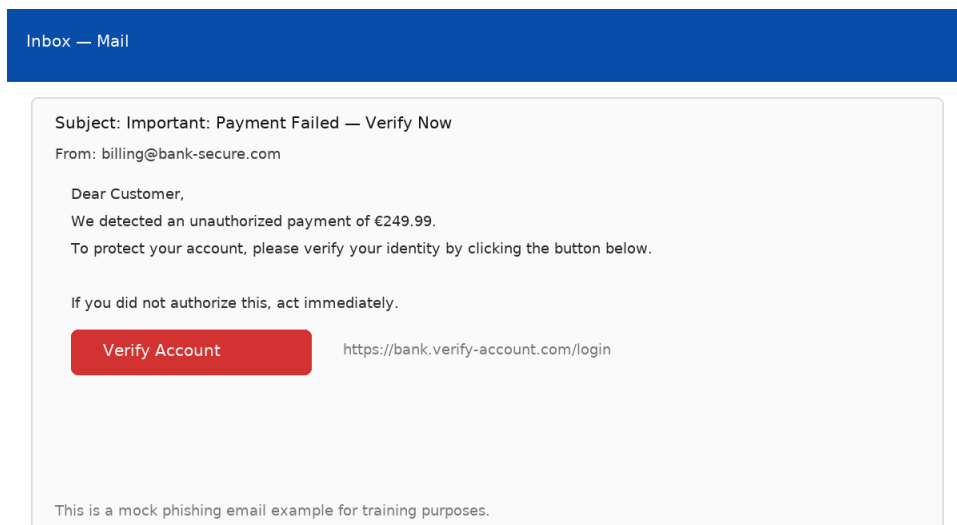 Inbox — Mail
Subject: Important: Payment Failed — Verify Now
From: billing@bank-secure.com
Dear Customer,
We detected an unauthorized payment of €249.99.
To protect your account, please verify your identity by clicking the button below.
If you did not authorize this, act immediately.
Verify Account https://bank.verify-account.com/login
This is a mock phishing email example for training purposes.